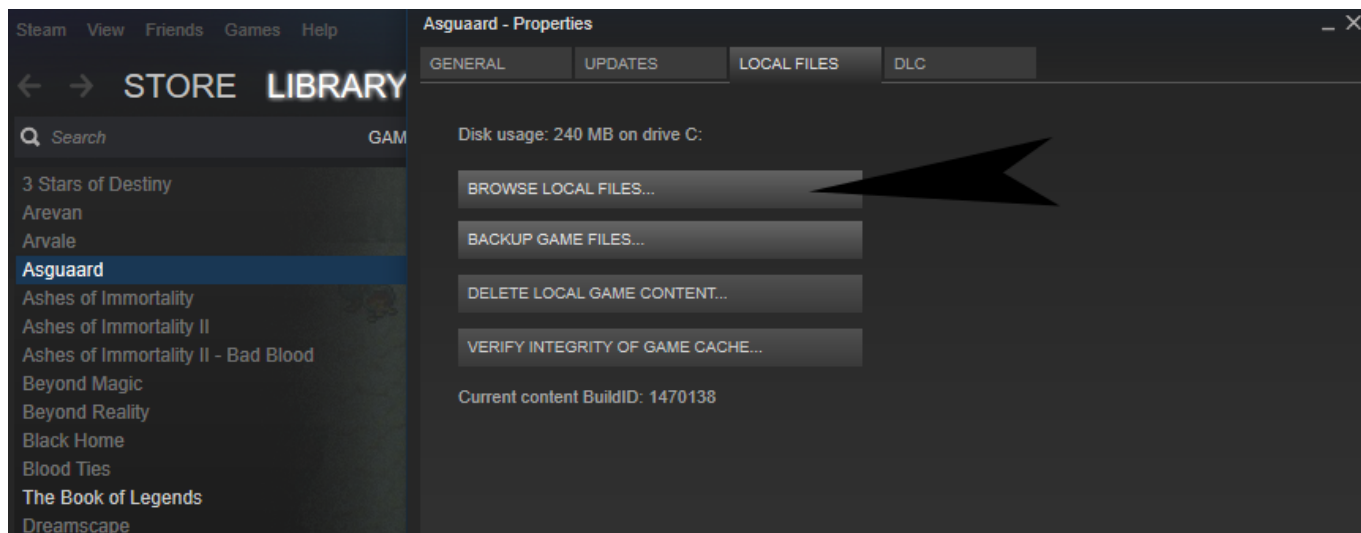 Steam View Friends Games Help
STORE LIBRARY
Search GAM
3 Stars of Destiny
Arevan
Arvale
Asguaard
Ashes of Immortality
Ashes of Immortality II
Ashes of Immortality II - Bad Blood
Beyond Magic
Beyond Reality
Black Home
Blood Ties
The Book of Legends
Dreamscape
Asguaard - Properties
GENERAL UPDATES LOCAL FILES DLC
Disk usage: 240 MB on drive C:
BROWSE LOCAL FILES...
BACKUP GAME FILES...
DELETE LOCAL GAME CONTENT...
VERIFY INTEGRITY OF GAME CACHE...
Current content BuildID: 1470138